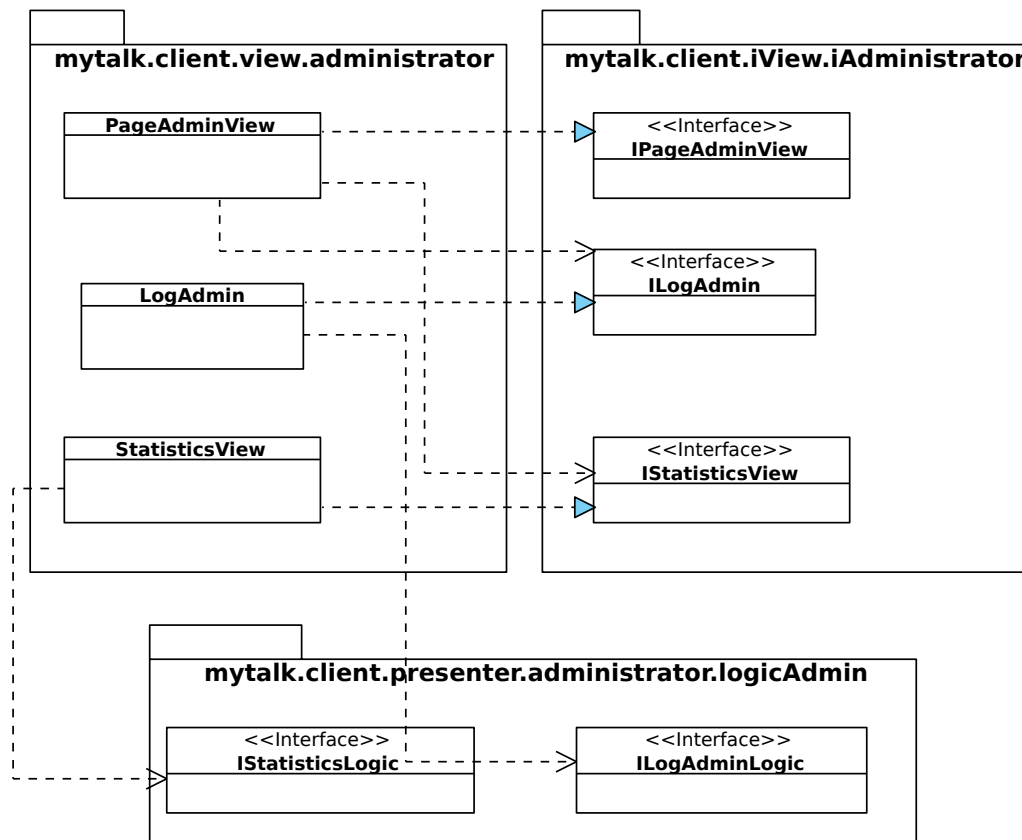 mytalk.client.view.administrator
PageAdminView
LogAdmin
StatisticsView
mytalk.client.iView.iAdministrator
<<Interface>>
IPageAdminView
<<Interface>>
ILogAdmin
<<Interface>>
IStatisticsView
mytalk.client.presenter.administrator.logicAdmin
<<Interface>>
IStatisticsLogic
<<Interface>>
ILogAdminLogic